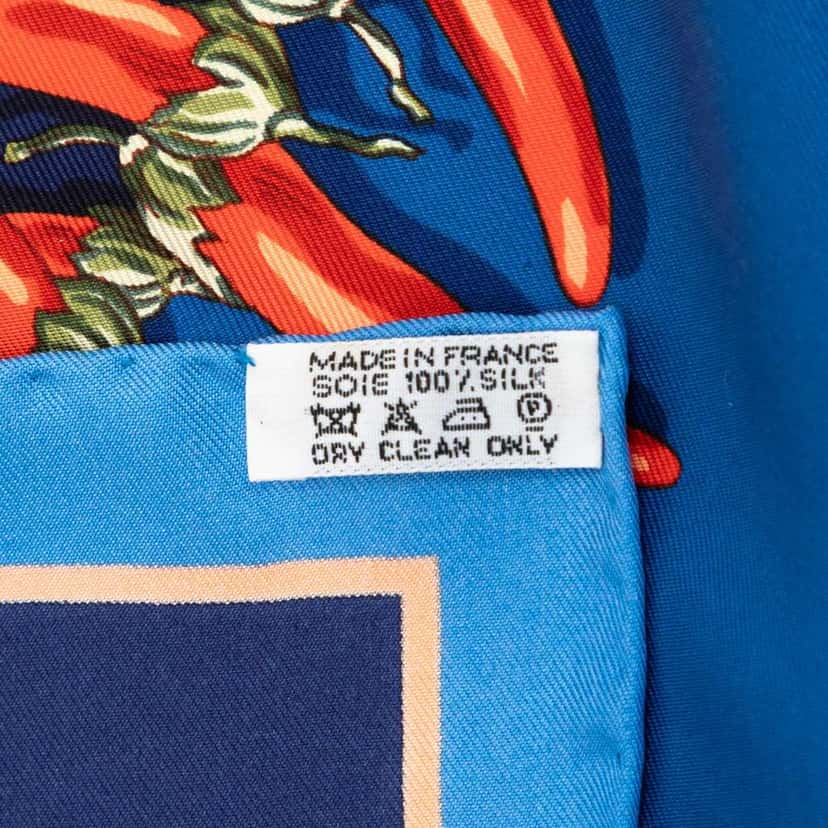 MADE IN FRANCE
SOIE 100% SILK
P
DRY CLEAN ONLY